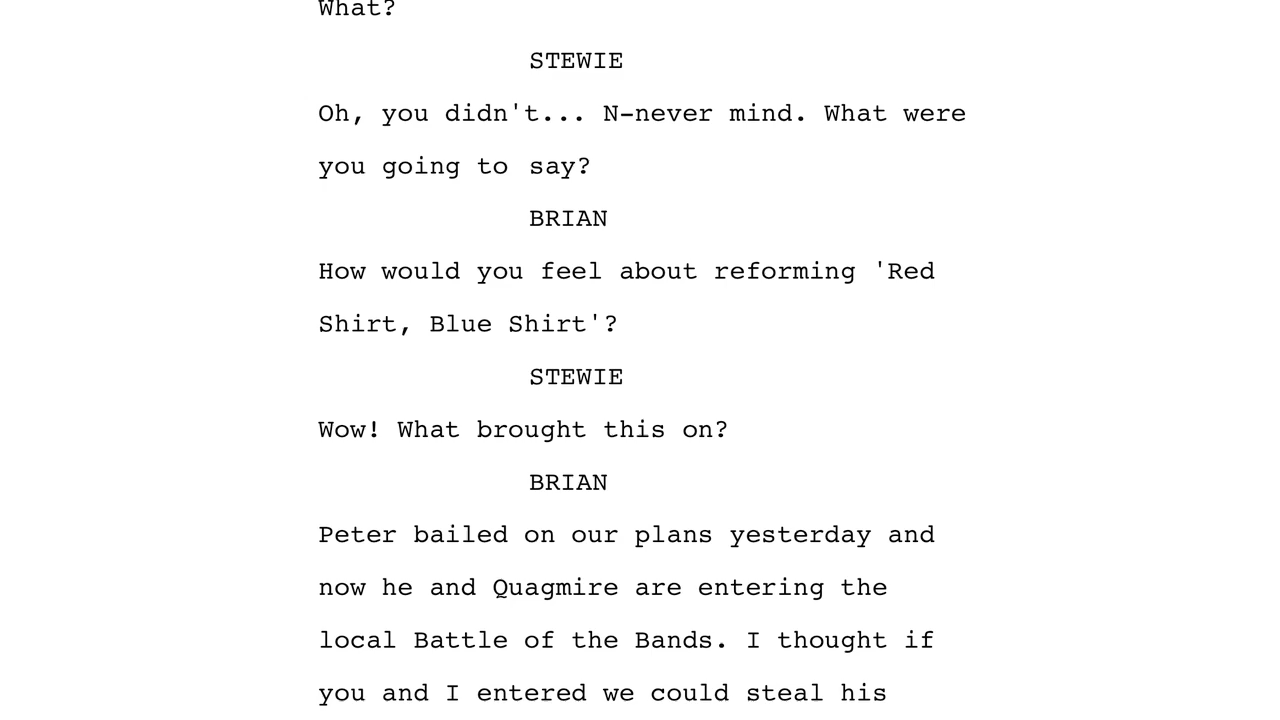 What?
STEWIE
Oh, you didn't... N-never mind. What were
you going to say?
BRIAN
How would you feel about reforming 'Red
Shirt, Blue Shirt'?
STEWIE
Wow! What brought this on?
BRIAN
Peter bailed on our plans yesterday and
now he and Quagmire are entering the
local Battle of the Bands. I thought if
you and I entered we could steal his